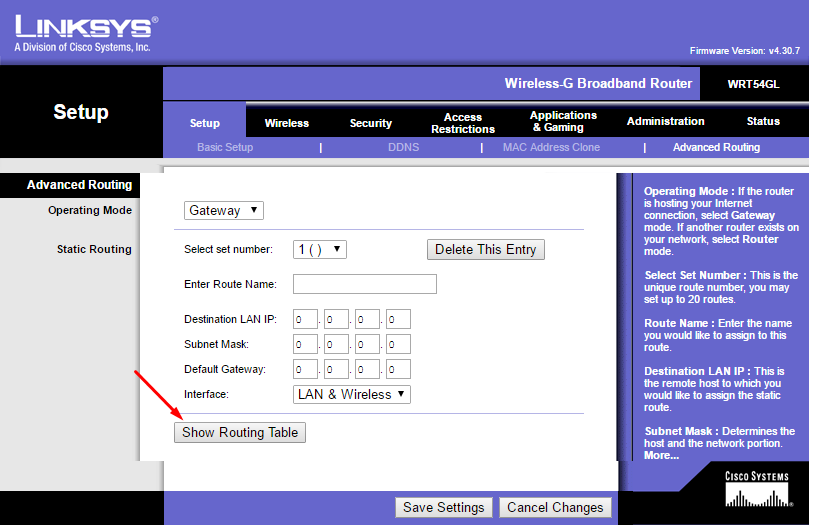 LINKSYS®
A Division of Cisco Systems, Inc.
Firmware Version: v4.30.7
Setup
Wireless-G Broadband Router
WRT54GL
Setup
Wireless
Security
Access
Restrictions
Applications
& Gaming
Administration
Status
Basic Setup | DDNS | MAC Address Clone | Advanced Routing
Advanced Routing
Operating Mode
Gateway
Static Routing
Select set number: 1 ( )
Delete This Entry
Enter Route Name:
Destination LAN IP: 0 . 0 . 0 . 0
Subnet Mask: 0 . 0 . 0 . 0
Default Gateway: 0 . 0 . 0 . 0
Interface: LAN & Wireless
Show Routing Table
Operating Mode : If the router
is hosting your Internet
connection, select Gateway
mode. If another router exists on
your network, select Router
mode.
Select Set Number : This is the
unique route number, you may
set up to 20 routes.
Route Name : Enter the name
you would like to assign to this
route.
Destination LAN IP : This is
the remote host to which you
would like to assign the static
route.
Subnet Mask : Determines the
host and the network portion.
More...
CISCO SYSTEMS
Save Settings
Cancel Changes